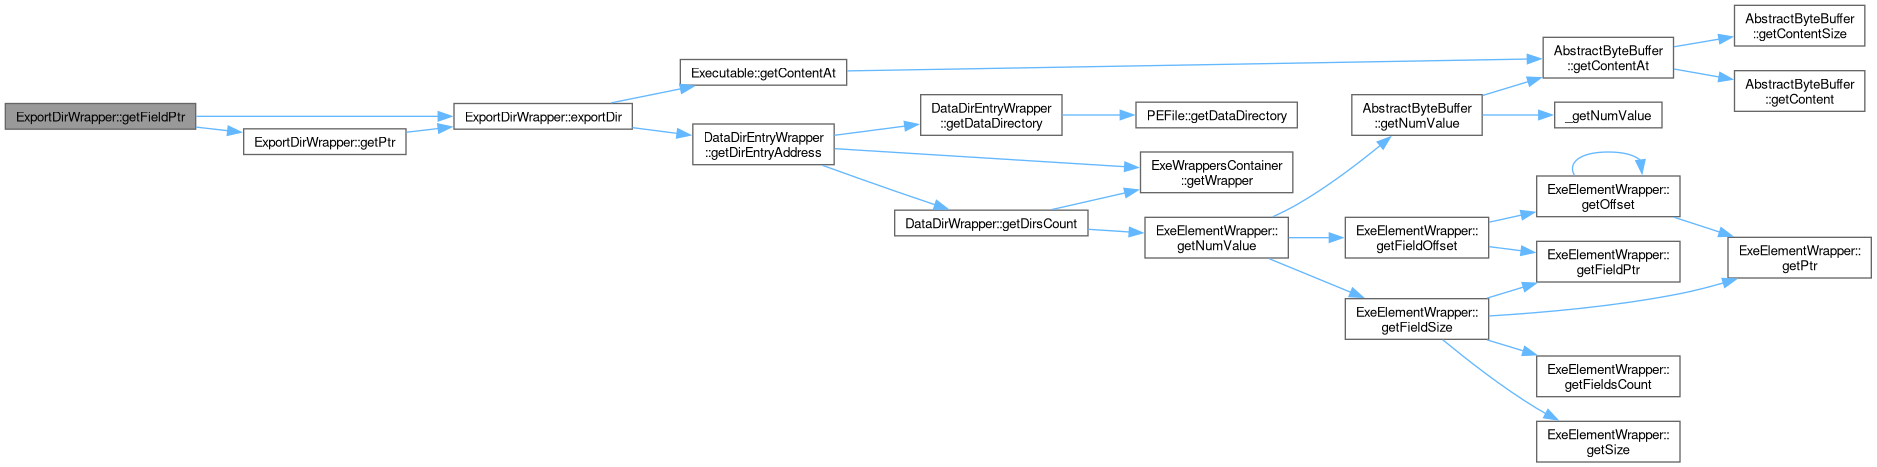 ExportDirWrapper::getFieldPtr
ExportDirWrapper::getPtr
ExportDirWrapper::exportDir
Executable::getContentAt
DataDirEntryWrapper
::getDirEntryAddress
DataDirEntryWrapper
::getDataDirectory
PEFile::getDataDirectory
ExeWrappersContainer
::getWrapper
DataDirWrapper::getDirsCount
ExeElementWrapper::
getNumValue
AbstractByteBuffer
::getNumValue
ExeElementWrapper::
getFieldOffset
ExeElementWrapper::
getFieldSize
AbstractByteBuffer
::getContentAt
_getNumValue
ExeElementWrapper::
getOffset
ExeElementWrapper::
getFieldPtr
ExeElementWrapper::
getFieldsCount
ExeElementWrapper::
getSize
AbstractByteBuffer
::getContentSize
AbstractByteBuffer
::getContent
ExeElementWrapper::
getPtr